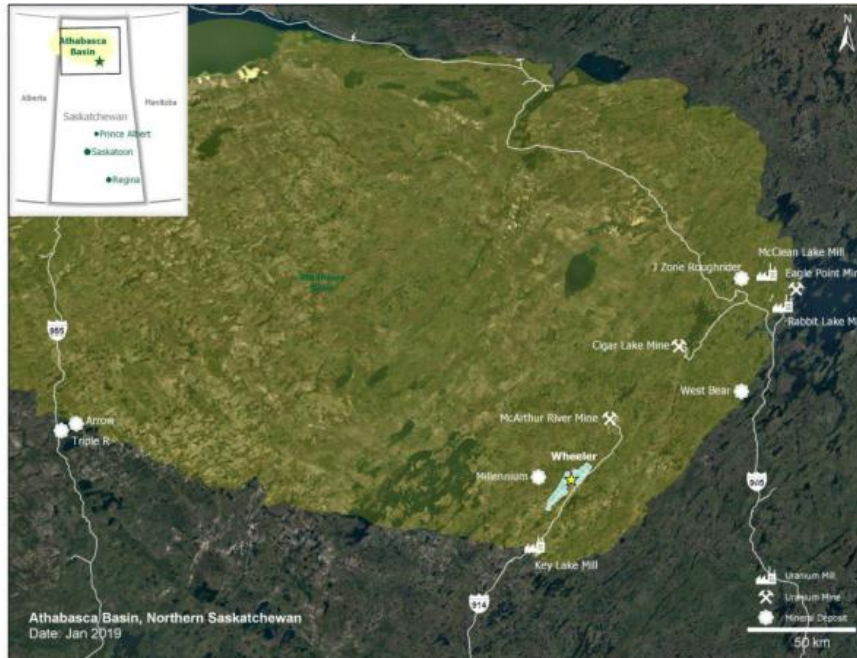 Athabasca
Basin
Alberta
Manitoba
Saskatchewan
Prince Albert
Saskatoon
Regina
N
McClean Lake Mill
J Zone Roughrider
Eagle Point Min
Rabbit Lake M
Cigar Lake Mine
West Bear
McArthur River Mine
955
Arrow
Triple R
Wheeler
Millennium
905
Key Lake Mill
914
Uranium Mill
Uranium Mine
Mineral Deposit
50 km
Athabasca Basin, Northern Saskatchewan
Date: Jan 2019